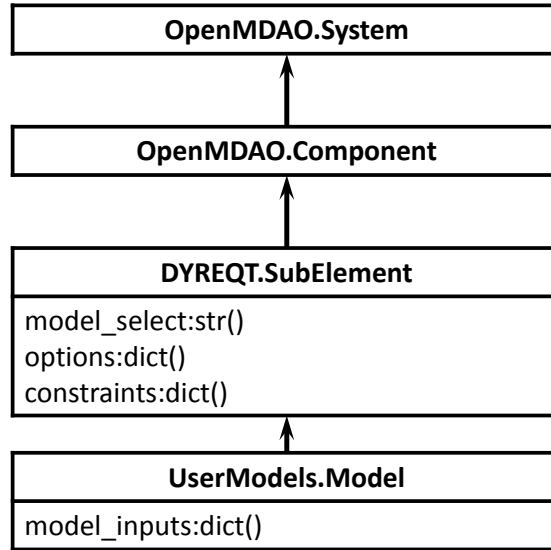 OpenMDAO.System
OpenMDAO.Component
DYREQT.SubElement
model_select:str()
options:dict()
constraints:dict()
UserModels.Model
model_inputs:dict()